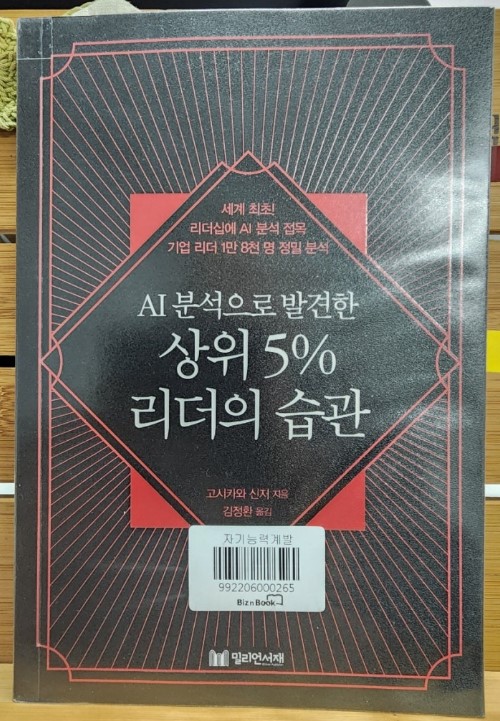 세계 최초!
리더십에 AI 분석 접목
기업 리더 1만 8천 명 정밀 분석
AI 분석으로 발견한
상위 5%
리더의 습관
고시카와 신지 지음
김정환 옮김
자기능력계발
992206000265
BiznBook
밀리언서재